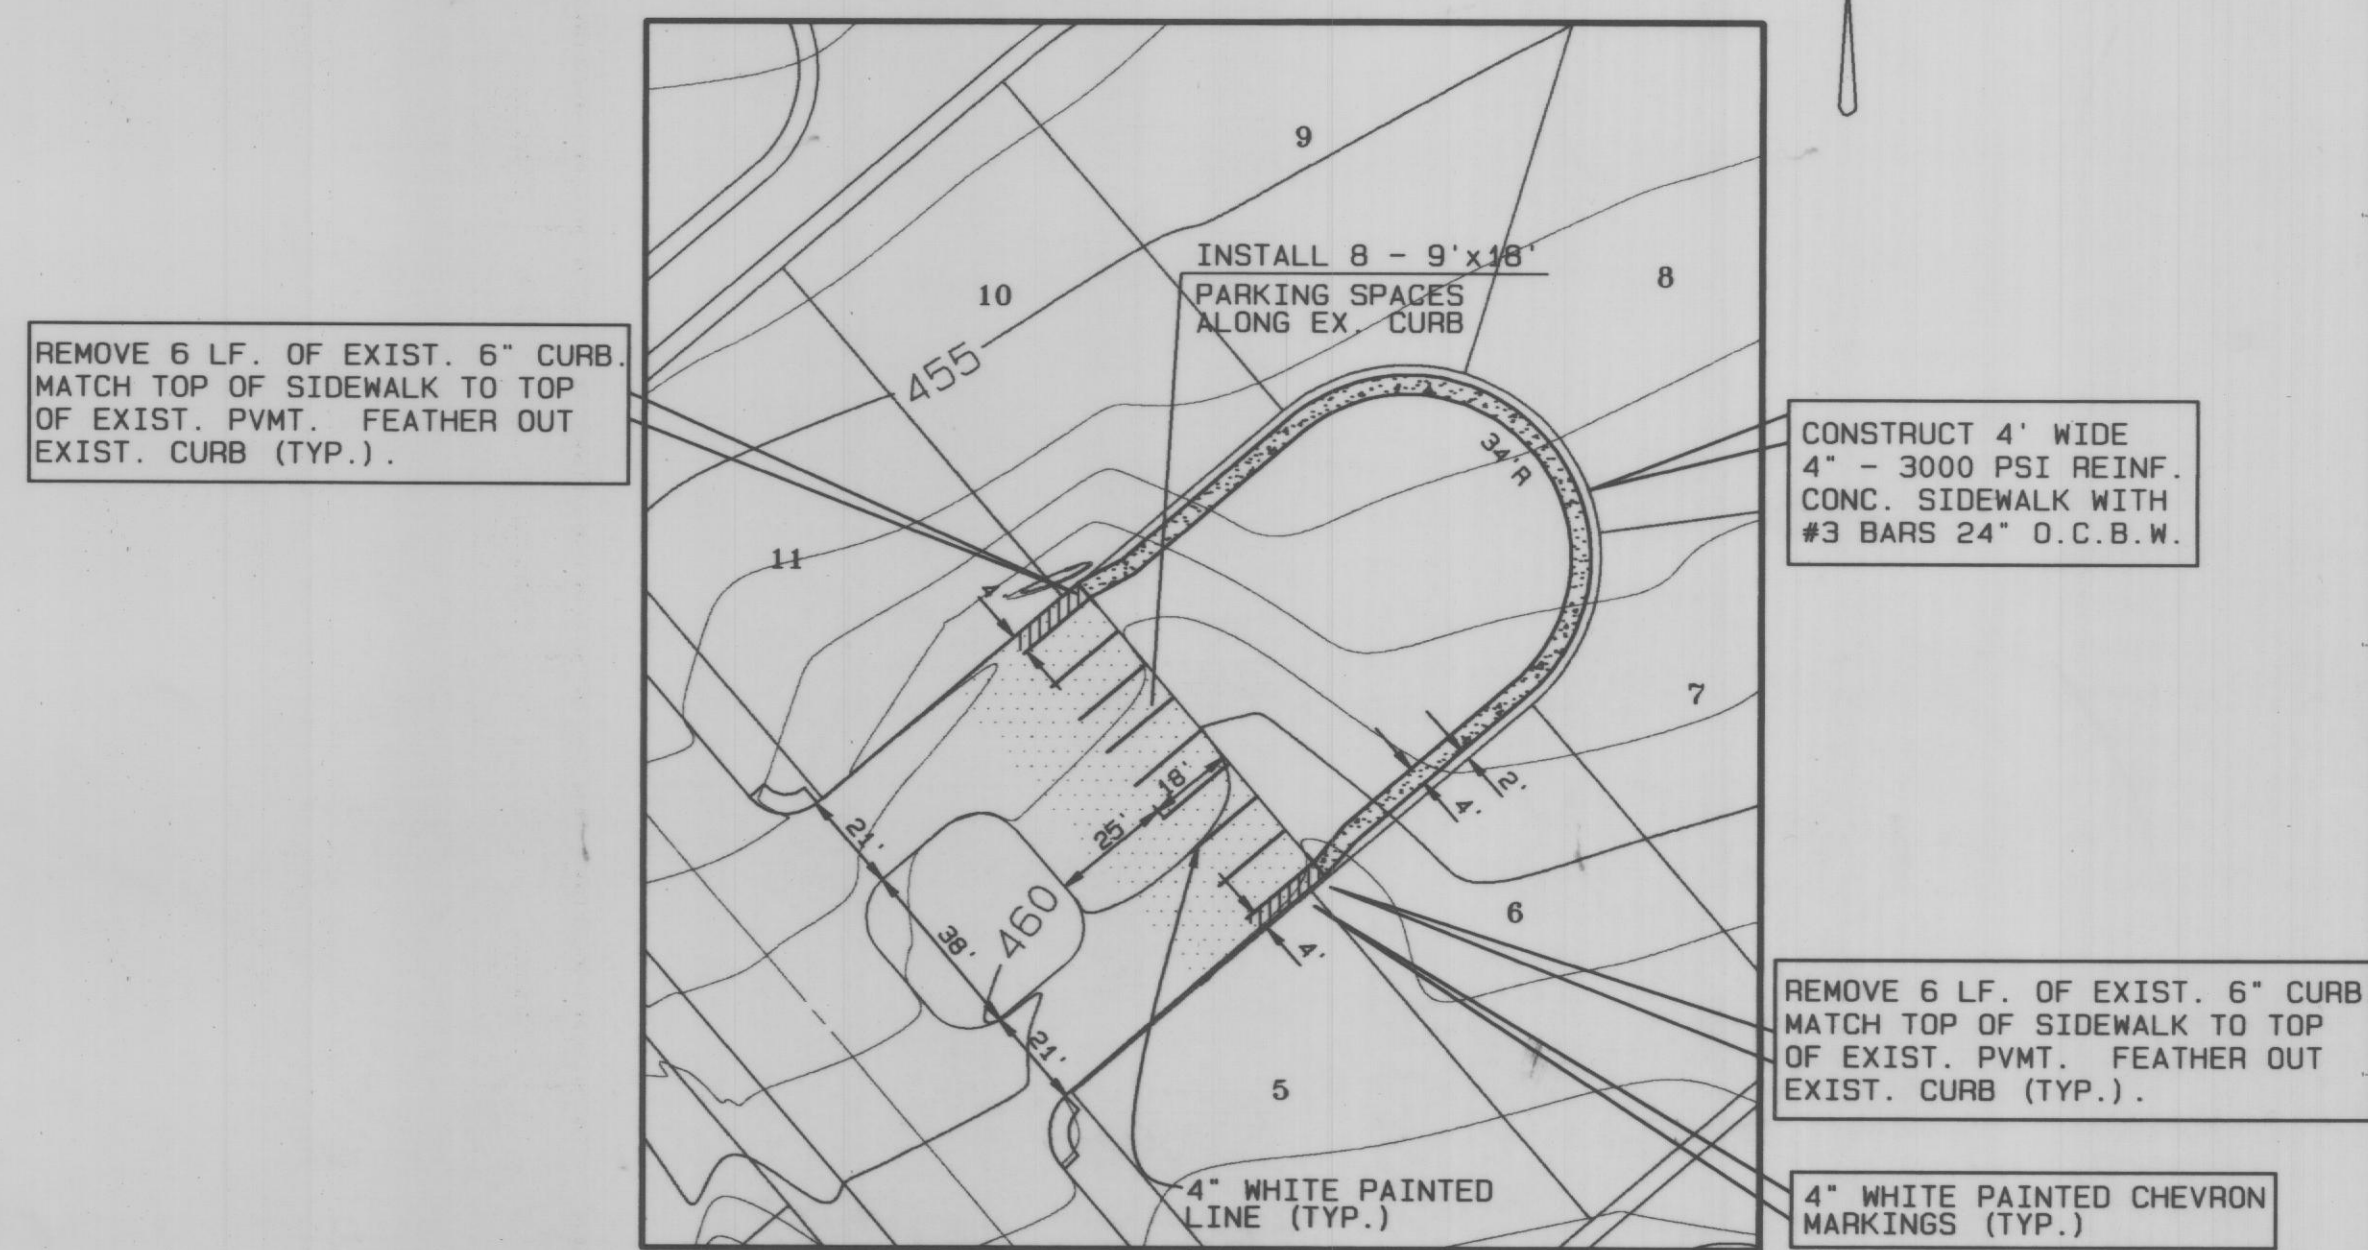 9
8
10
INSTALL 8 - 9'x18'
PARKING SPACES
ALONG EX. CURB
455
REMOVE 6 LF. OF EXIST. 6" CURB.
MATCH TOP OF SIDEWALK TO TOP
OF EXIST. PVMT. FEATHER OUT
EXIST. CURB (TYP.).
34'R
CONSTRUCT 4' WIDE
4" - 3000 PSI REINF.
CONC. SIDEWALK WITH
#3 BARS 24" O.C.B.W.
11
4'
7
18'
2'
4'
25'
21'
460
38'
6
4'
21'
5
REMOVE 6 LF. OF EXIST. 6" CURB
MATCH TOP OF SIDEWALK TO TOP
OF EXIST. PVMT. FEATHER OUT
EXIST. CURB (TYP.).
4" WHITE PAINTED
LINE (TYP.)
4" WHITE PAINTED CHEVRON
MARKINGS (TYP.)